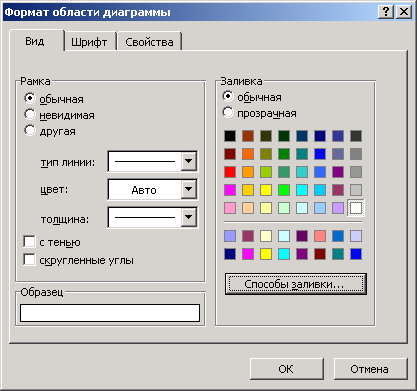 Формат области диаграммы
Вид
Шрифт
Свойства
Рамка
обычная
невидимая
другая
тип линии:
цвет:
Авто
толщина:
с тенью
скругленные углы
Образец
Заливка
обычная
прозрачная
Способы заливки...
ОК
Отмена